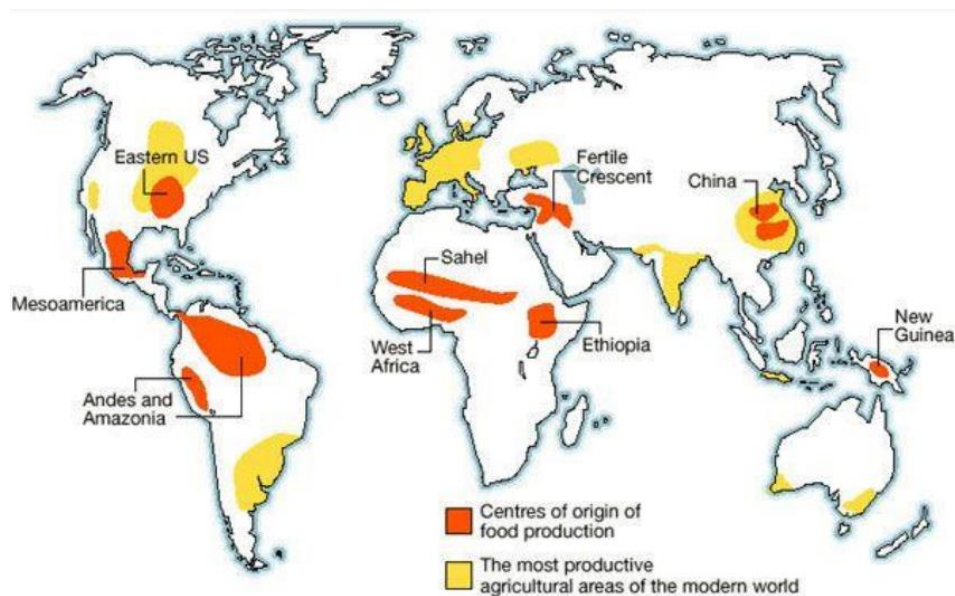 Eastern US
Fertile
Crescent
China
Mesoamerica
Sahel
West
Africa
Ethiopia
New
Guinea
Andes and
Amazonia
Centres of origin of
food production
The most productive
agricultural areas of the modern world